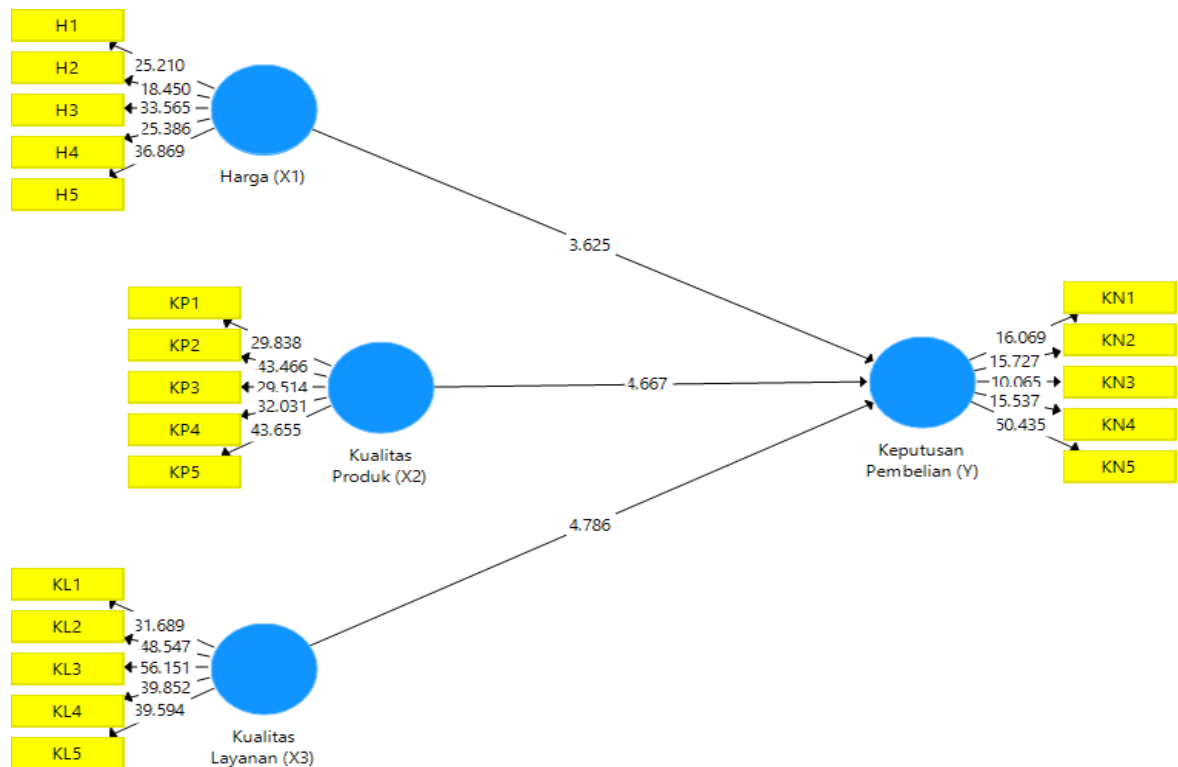 H1
H2
H3
H4
H5
25.210
18.450
33.565
25.386
36.869
Harga (X1)
3.625
KP1
KP2
KP3
KP4
KP5
29.838
43.466
29.514
32.031
43.655
Kualitas
Produk (X2)
4.667
KL1
KL2
KL3
KL4
KL5
31.689
48.547
56.151
39.852
39.594
Kualitas
Layanan (X3)
4.786
Keputusan
Pembelian (Y)
16.069
15.727
10.065
15.537
50.435
KN1
KN2
KN3
KN4
KN5